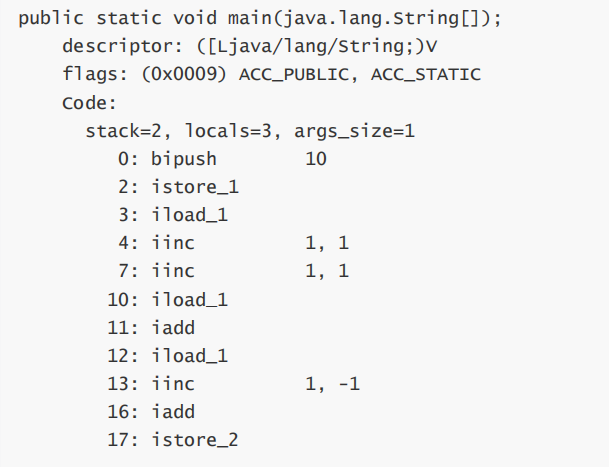 public static void main(java.lang.String[]);
descriptor: ([Ljava/lang/String;)V
flags: (0x0009) ACC_PUBLIC, ACC_STATIC
Code:
stack=2, locals=3, args_size=1
0: bipush 10
2: istore_1
3: iload_1
4: iinc 1, 1
7: iinc 1, 1
10: iload_1
11: iadd
12: iload_1
13: iinc 1, -1
16: iadd
17: istore_2